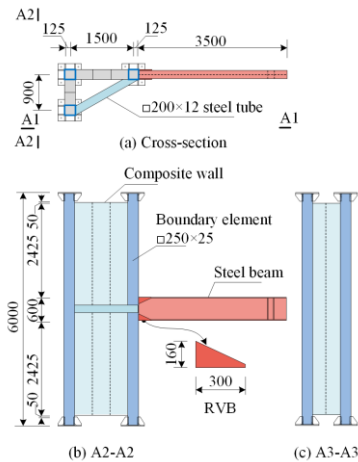 A2
125
1500
125
3500
900
A1
A2
□200×12 steel tube
A1
(a) Cross-section
Composite wall
Boundary element
□250×25
Steel beam
6000
50
2425
600
2425
50
160
300
RVB
(b) A2-A2
(c) A3-A3